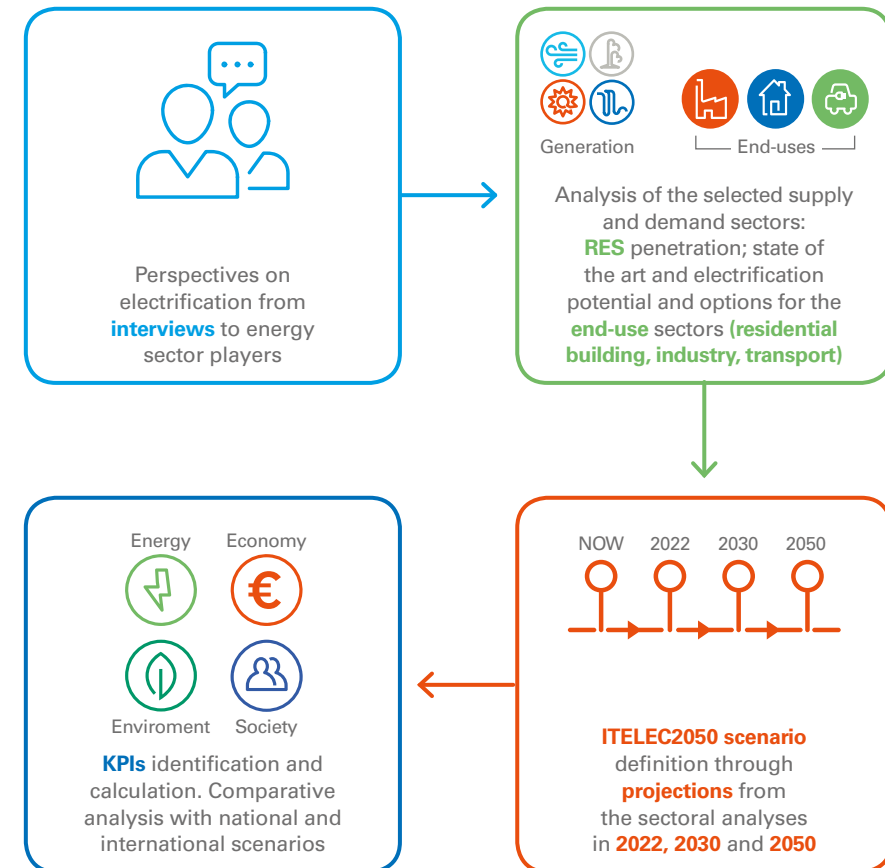 Perspectives on
electrification from
interviews to energy
sector players
Generation
End-uses
Analysis of the selected supply
and demand sectors:
RES penetration; state of
the art and electrification
potential and options for the
end-use sectors (residential
building, industry, transport)
Energy Economy
€
Enviroment Society
KPIs identification and
calculation. Comparative
analysis with national and
international scenarios
NOW 2022 2030 2050
ITELEC2050 scenario
definition through
projections from
the sectoral analyses
in 2022, 2030 and 2050